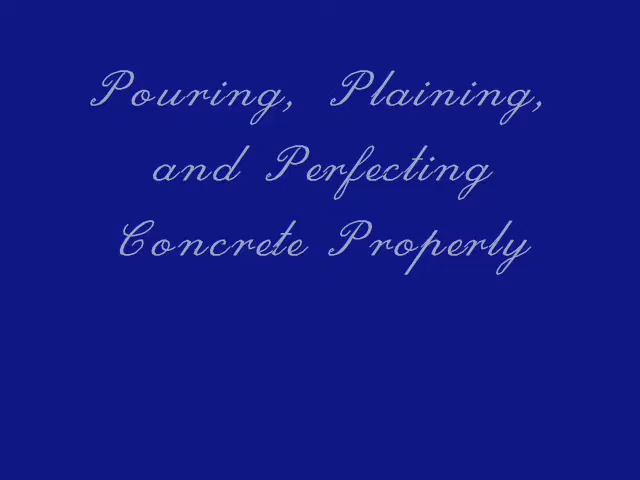 Pouring, Plaining,
and Perfecting
Concrete Properly